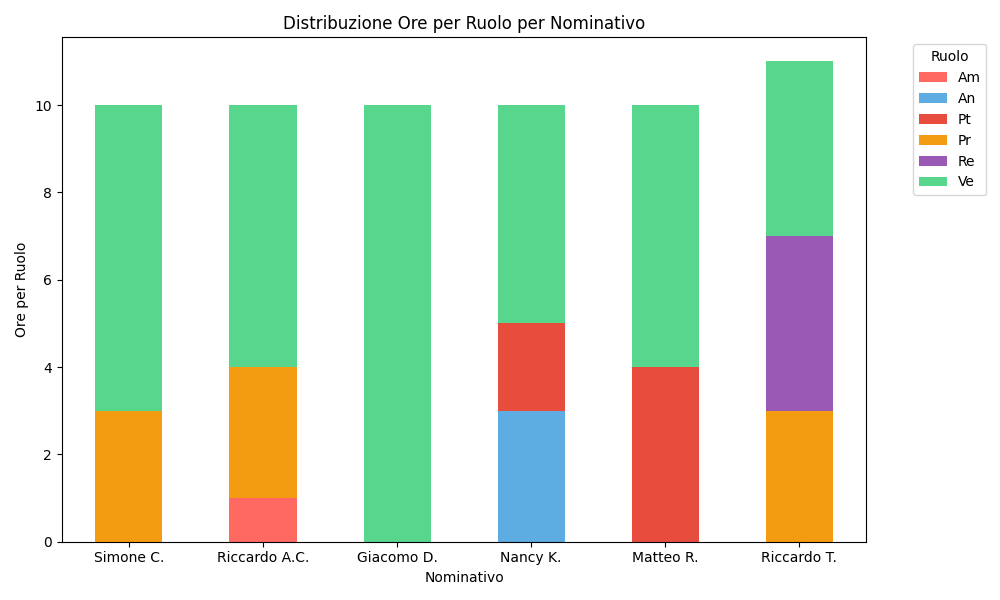 Distribuzione Ore per Ruolo per Nominativo
Ruolo
Am
An
Pt
Pr
Re
Ve
Ore per Ruolo
10
8
6
4
2
0
Simone C. Riccardo A.C. Giacomo D. Nancy K. Matteo R. Riccardo T.
Nominativo